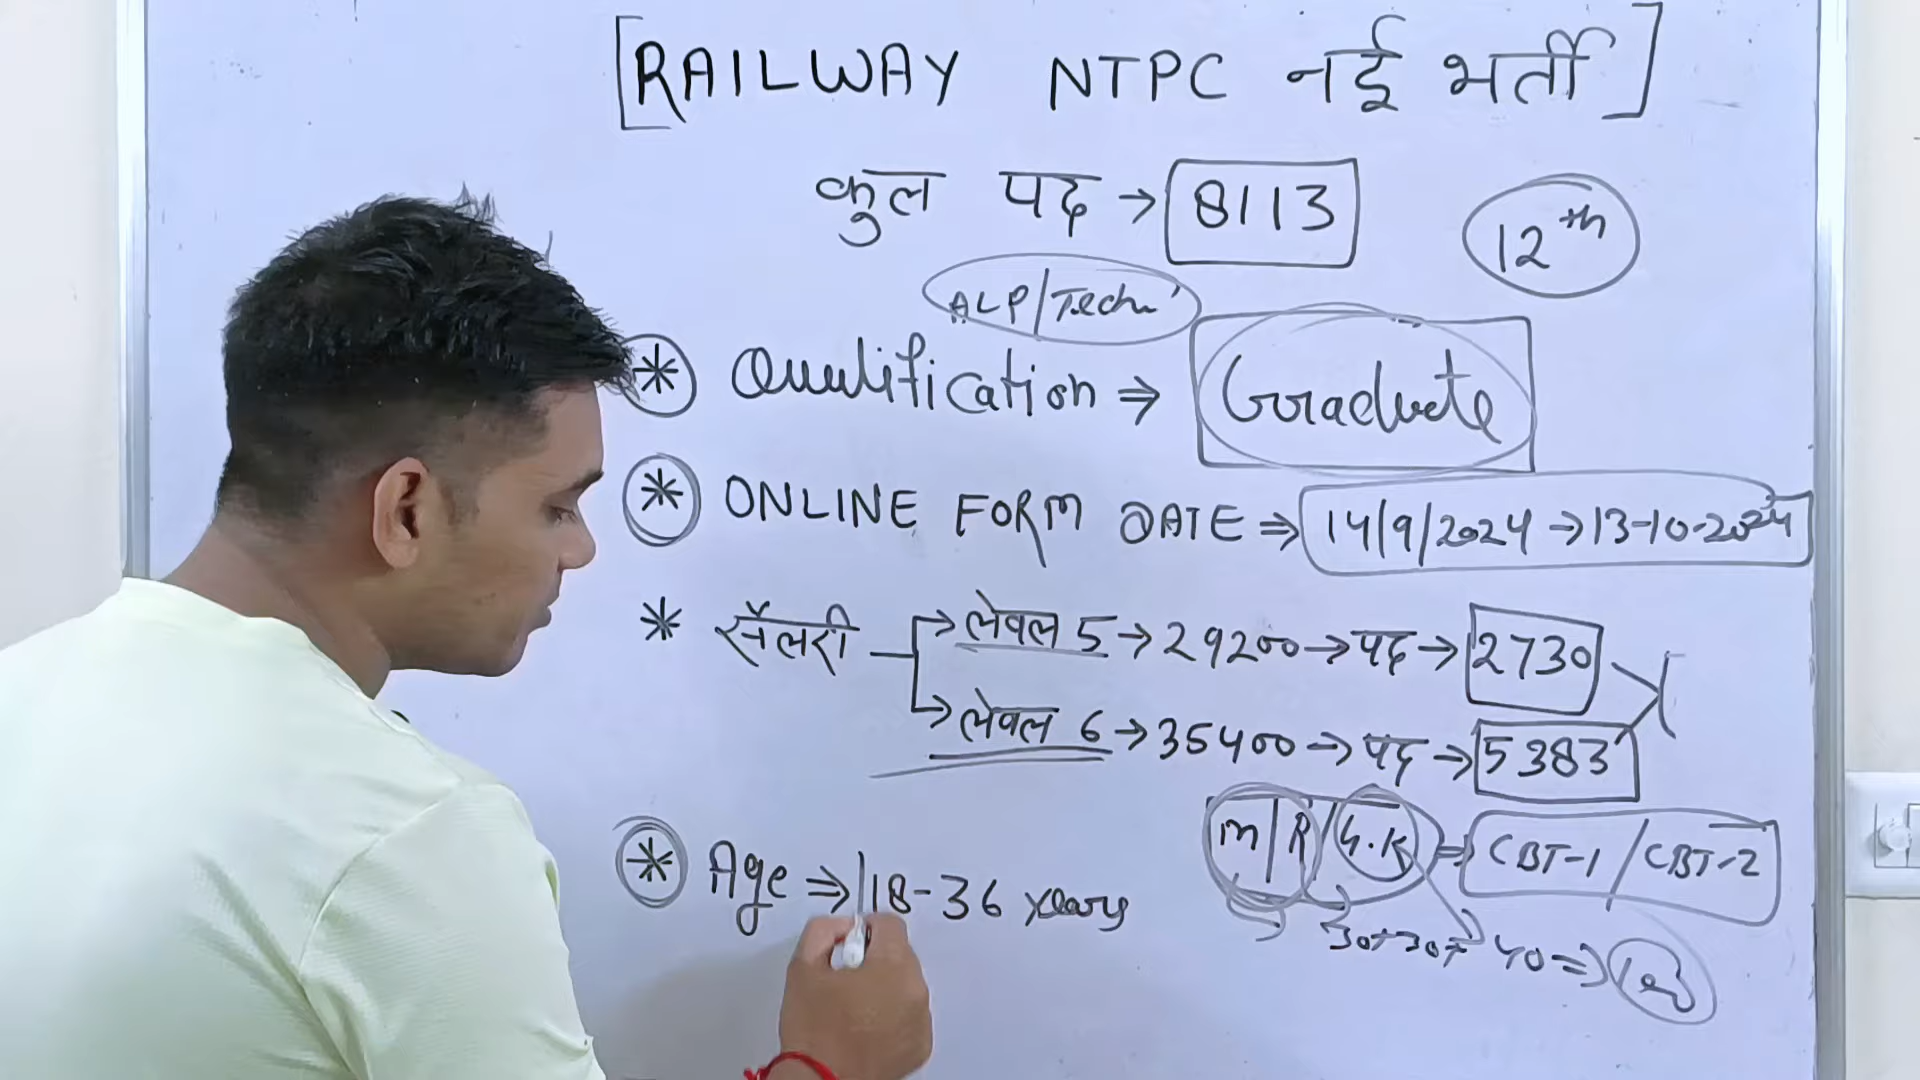 [RAILWAY NTPC नई भर्ती]
कुल पद → 8113
12th
ALP/Techn'
* Qualification ⇒ Graduate
* ONLINE FORM DATE ⇒ 14/9/2024 → 13-10-2024
* सैलरी → लेवल 5 → 29200 → पद → 2730
→ लेवल 6 → 35400 → पद → 5383
m/R/G.K = CBT-1 / CBT-2
* Age ⇒ 18-36 years
30+30+40 ⇒ 100